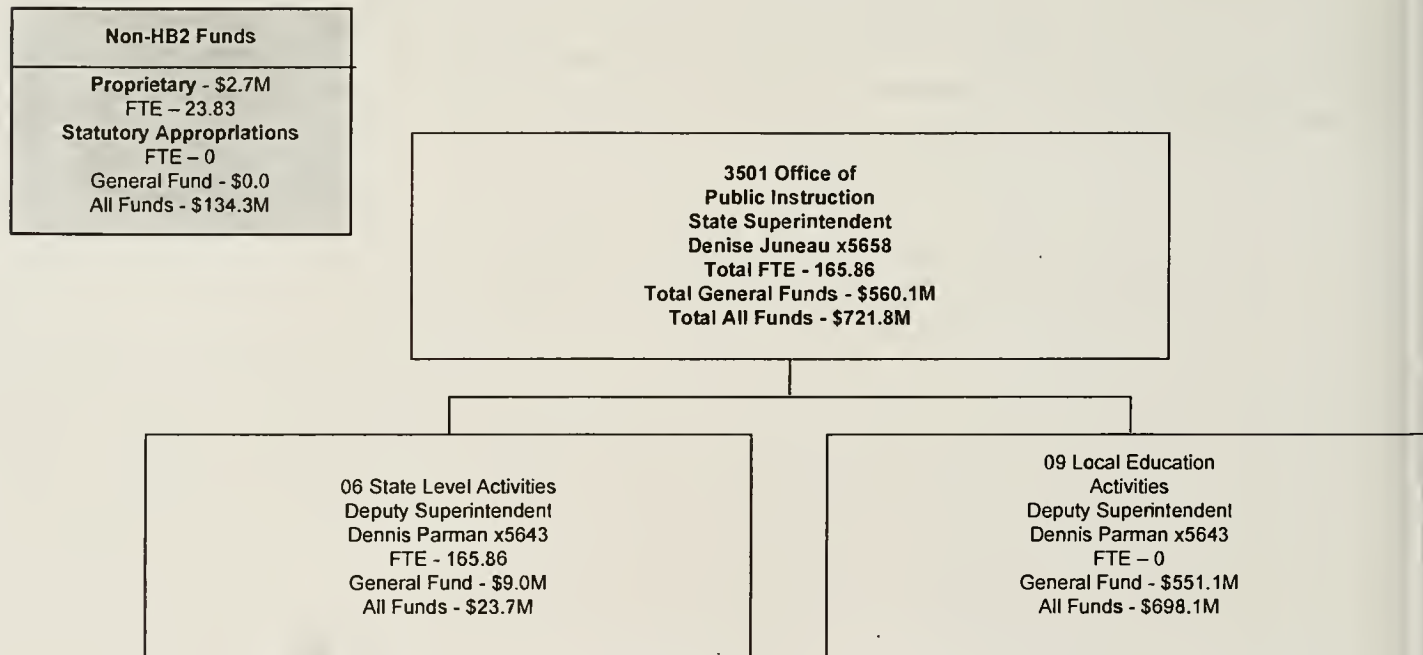 Non-HB2 Funds
Proprietary - $2.7M
FTE – 23.83
Statutory Appropriations
FTE – 0
General Fund - $0.0
All Funds - $134.3M
3501 Office of
Public Instruction
State Superintendent
Denise Juneau x5658
Total FTE - 165.86
Total General Funds - $560.1M
Total All Funds - $721.8M
06 State Level Activities
Deputy Superintendent
Dennis Parman x5643
FTE - 165.86
General Fund - $9.0M
All Funds - $23.7M
09 Local Education
Activities
Deputy Superintendent
Dennis Parman x5643
FTE – 0
General Fund - $551.1M
All Funds - $698.1M